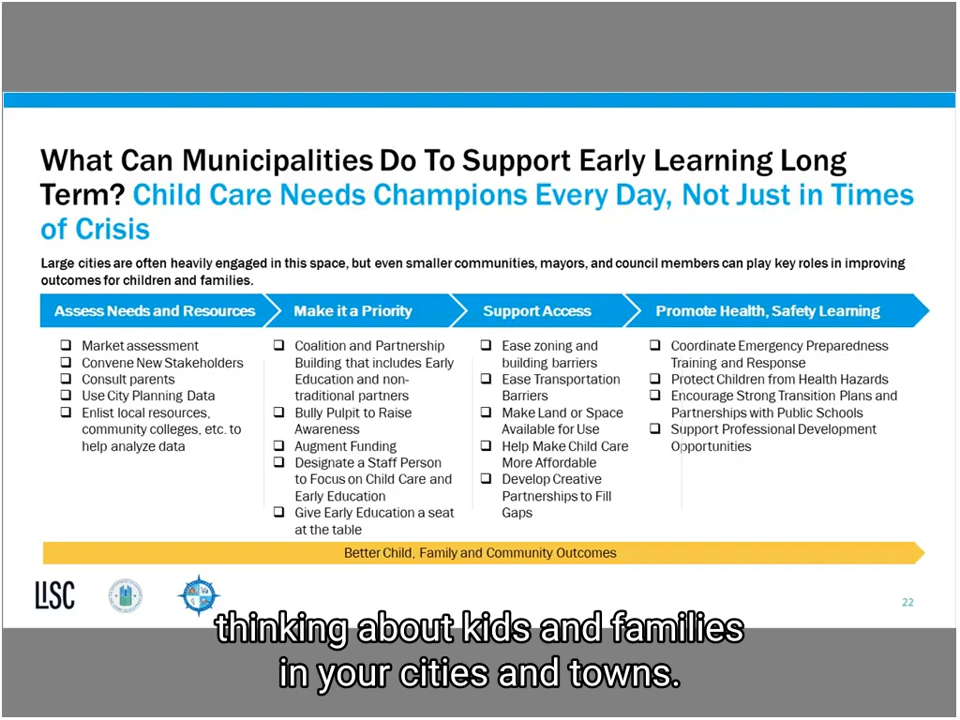 What Can Municipalities Do To Support Early Learning Long
Term? Child Care Needs Champions Every Day, Not Just in Times
of Crisis
Large cities are often heavily engaged in this space, but even smaller communities, mayors, and council members can play key roles in improving
outcomes for children and families.
Assess Needs and Resources
❑ Market assessment
❑ Convene New Stakeholders
❑ Consult parents
❑ Use City Planning Data
❑ Enlist local resources,
community colleges, etc. to
help analyze data
Make it a Priority
❑ Coalition and Partnership
Building that includes Early
Education and non-
traditional partners
❑ Bully Pulpit to Raise
Awareness
❑ Augment Funding
❑ Designate a Staff Person
to Focus on Child Care and
Early Education
❑ Give Early Education a seat
at the table
Support Access
❑ Ease zoning and
building barriers
❑ Ease Transportation
Barriers
❑ Make Land or Space
Available for Use
❑ Help Make Child Care
More Affordable
❑ Develop Creative
Partnerships to Fill
Gaps
Promote Health, Safety Learning
❑ Coordinate Emergency Preparedness
Training and Response
❑ Protect Children from Health Hazards
❑ Encourage Strong Transition Plans and
Partnerships with Public Schools
❑ Support Professional Development
Opportunities
Better Child, Family and Community Outcomes
LISC
22
thinking about kids and families
in your cities and towns.